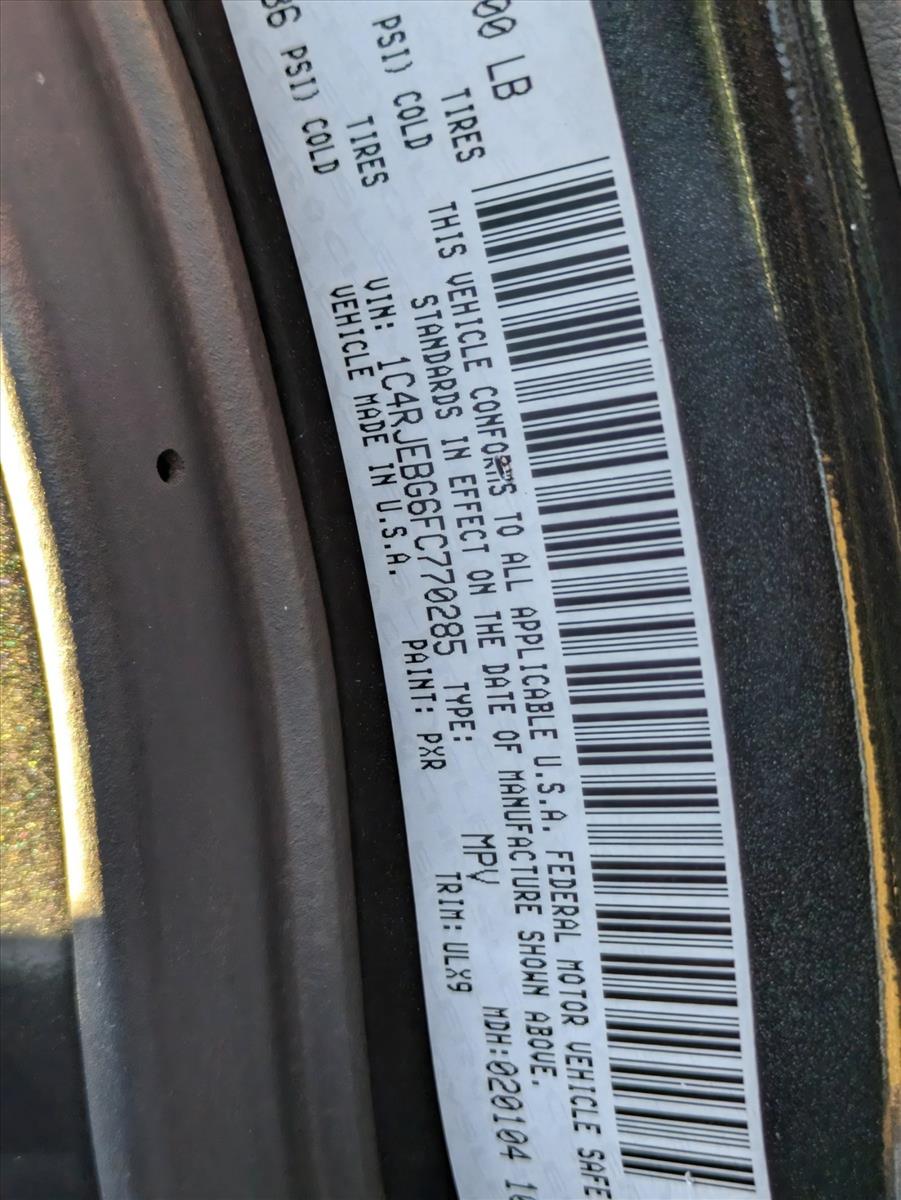 00 LB
TIRES
PSI) COLD
TIRES
36 PSI) COLD
THIS VEHICLE CONFORMS TO ALL APPLICABLE U.S.A. FEDERAL MOTOR VEHICLE SAFE
STANDARDS IN EFFECT ON THE DATE OF MANUFACTURE SHOWN ABOVE.
VIN: 1C4RJEBG6FC770285 TYPE: MPV MDH:020104
VEHICLE MADE IN U.S.A. PAINT: PXR TRIM: ULX9